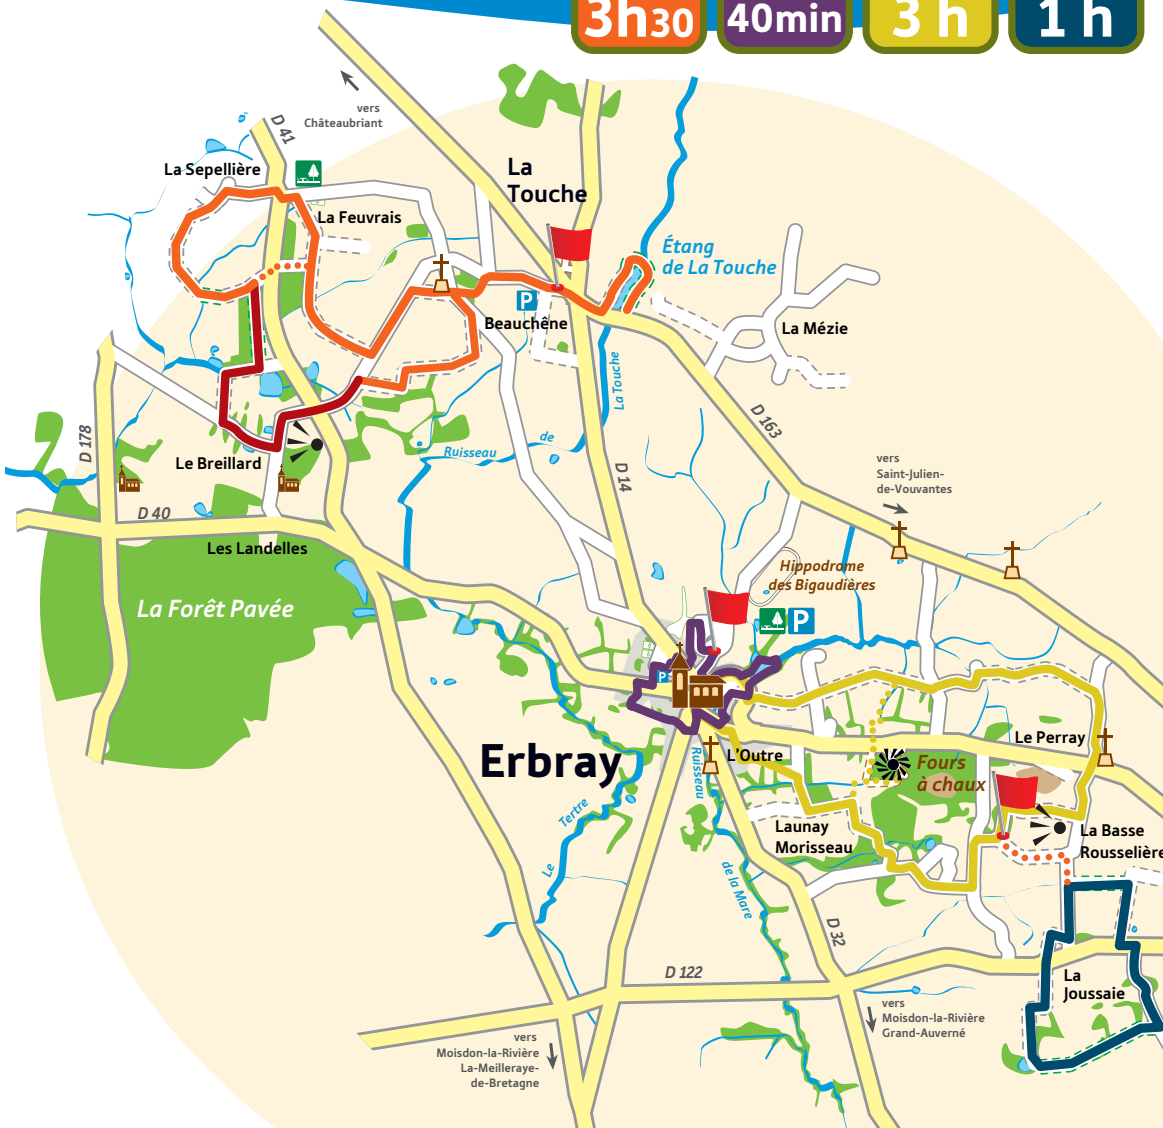 3h30
40min
3 h
1 h
vers
Châteaubriant
D 41
La Sepellière
La
Touche
La Feuvrais
Étang
de La Touche
P
Beauchêne
La Mézie
La Touche
D 163
D 178
Ruisseau
de
Le Breillard
D 14
vers
Saint-Julien-
de-Vouvantes
D 40
Les Landelles
Hippodrome
des Bigaudières
La Forêt Pavée
P
P
Erbray
L'Outre
Le Perray
Fours
à chaux
Ruisseau
Tertre
Launay
Morisseau
La Basse
Rousselière
Le
de la Mare
D 32
D 122
La
Joussaie
vers
Moisdon-la-Rivière
Grand-Auverné
vers
Moisdon-la-Rivière
La-Meilleraye-
de-Bretagne